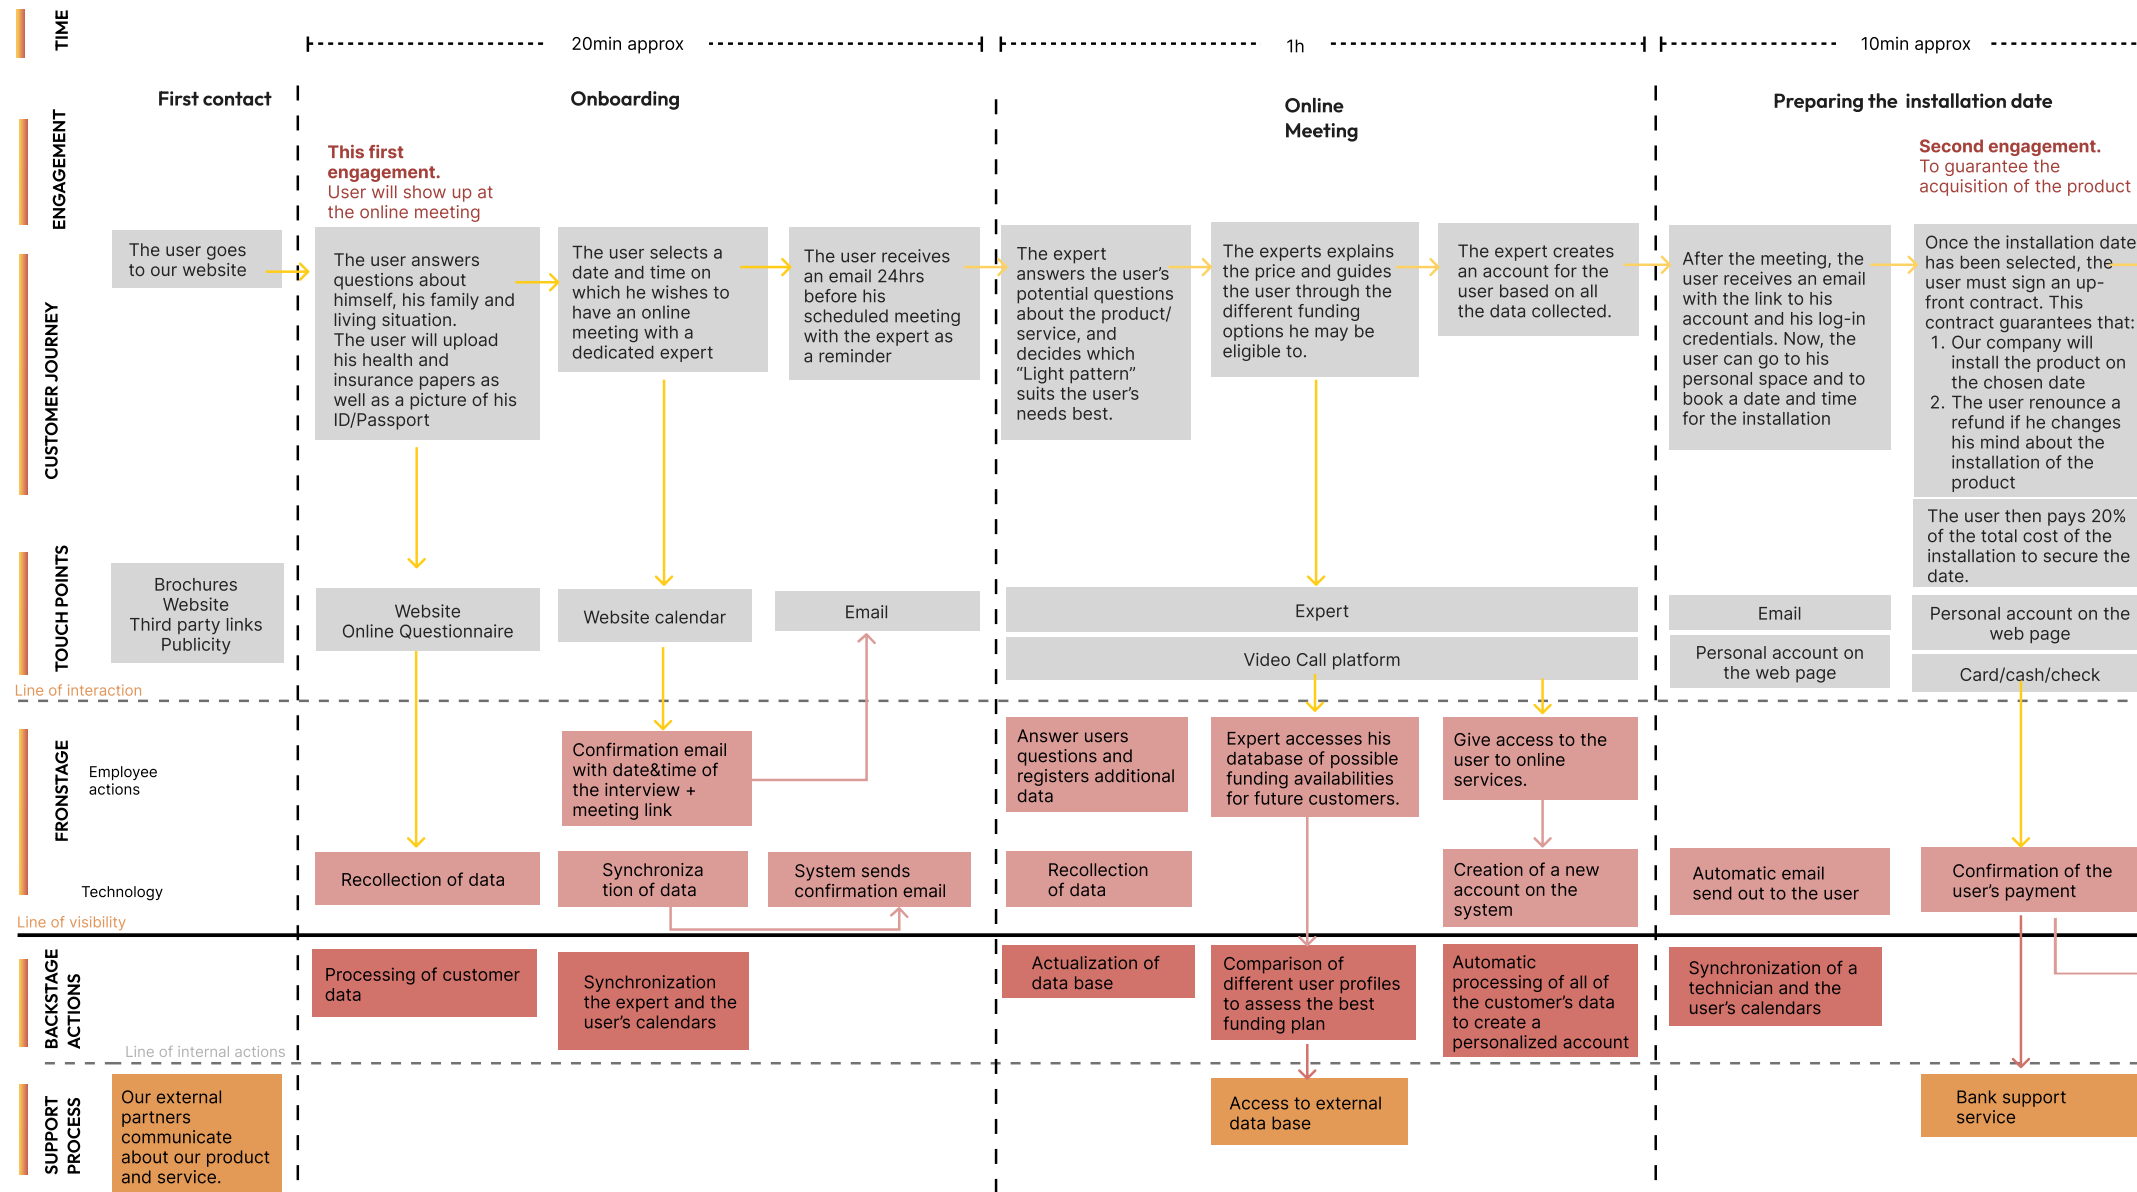 TIME
20min approx
1h
10min approx
First contact
Onboarding
Online
Meeting
Preparing the installation date
ENGAGEMENT
This first
engagement.
User will show up at
the online meeting
Second engagement.
To guarantee the
acquisition of the product
CUSTOMER JOURNEY
The user goes
to our website
The user answers
questions about
himself, his family and
living situation.
The user will upload
his health and
insurance papers as
well as a picture of his
ID/Passport
The user selects a
date and time on
which he wishes to
have an online
meeting with a
dedicated expert
The user receives
an email 24hrs
before his
scheduled meeting
with the expert as
a reminder
The expert
answers the user’s
potential questions
about the product/
service, and
decides which
“Light pattern”
suits the user’s
needs best.
The experts explains
the price and guides
the user through the
different funding
options he may be
eligible to.
The expert creates
an account for the
user based on all
the data collected.
After the meeting, the
user receives an email
with the link to his
account and his log-in
credentials. Now, the
user can go to his
personal space and to
book a date and time
for the installation
Once the installation date
has been selected, the
user must sign an up-
front contract. This
contract guarantees that:
1. Our company will
install the product on
the chosen date
2. The user renounce a
refund if he changes
his mind about the
installation of the
product
The user then pays 20%
of the total cost of the
installation to secure the
date.
TOUCH POINTS
Brochures
Website
Third party links
Publicity
Website
Online Questionnaire
Website calendar
Email
Expert
Video Call platform
Email
Personal account on
the web page
Personal account on the
web page
Card/cash/check
Line of interaction
FRONSTAGE
Employee
actions
Confirmation email
with date&time of
the interview +
meeting link
Answer users
questions and
registers additional
data
Expert accesses his
database of possible
funding availabilities
for future customers.
Give access to the
user to online
services.
Technology
Recollection of data
Synchroniza
tion of data
System sends
confirmation email
Recollection
of data
Creation of a new
account on the
system
Automatic email
send out to the user
Confirmation of the
user’s payment
Line of visibility
BACKSTAGE
ACTIONS
Processing of customer
data
Synchronization
the expert and the
user’s calendars
Actualization of
data base
Comparison of
different user profiles
to assess the best
funding plan
Automatic
processing of all of
the customer’s data
to create a
personalized account
Synchronization of a
technician and the
user’s calendars
Line of internal actions
SUPPORT
PROCESS
Our external
partners
communicate
about our product
and service.
Access to external
data base
Bank support
service